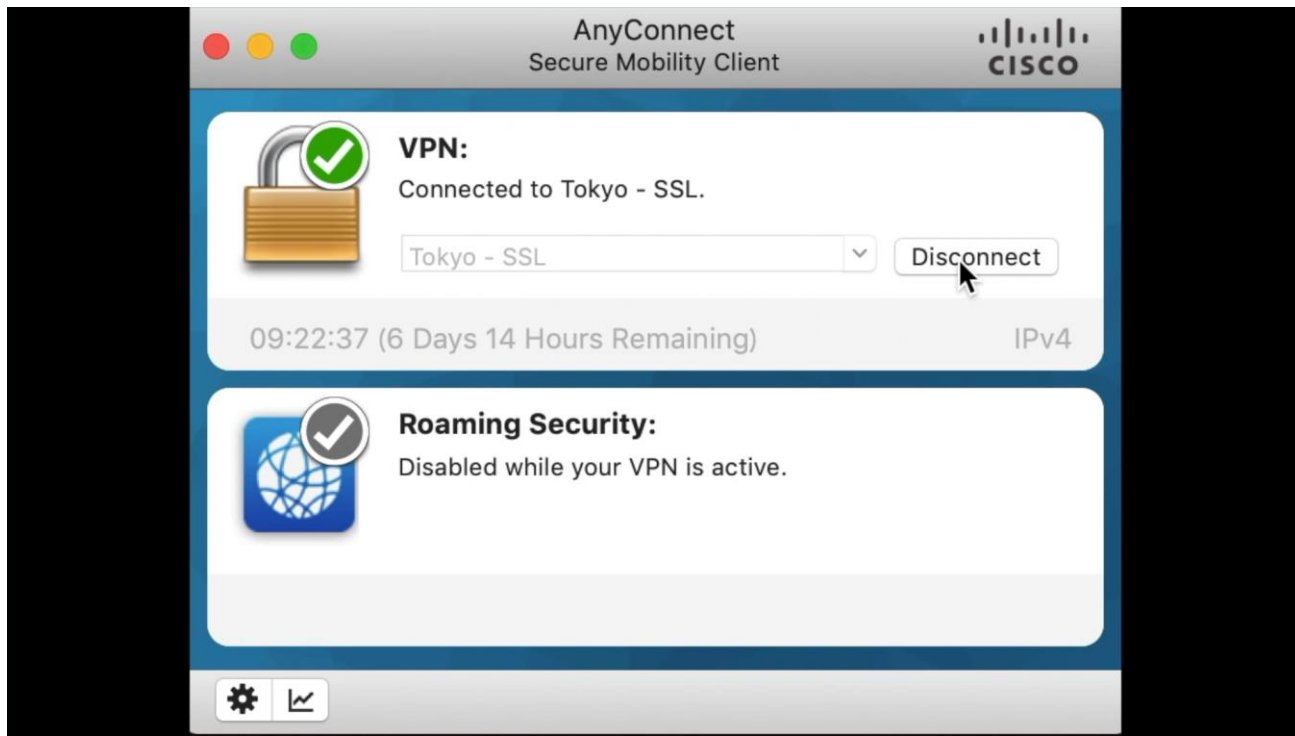 AnyConnect
Secure Mobility Client
CISCO
VPN:
Connected to Tokyo - SSL.
Tokyo - SSL
Disconnect
09:22:37 (6 Days 14 Hours Remaining)
IPv4
Roaming Security:
Disabled while your VPN is active.